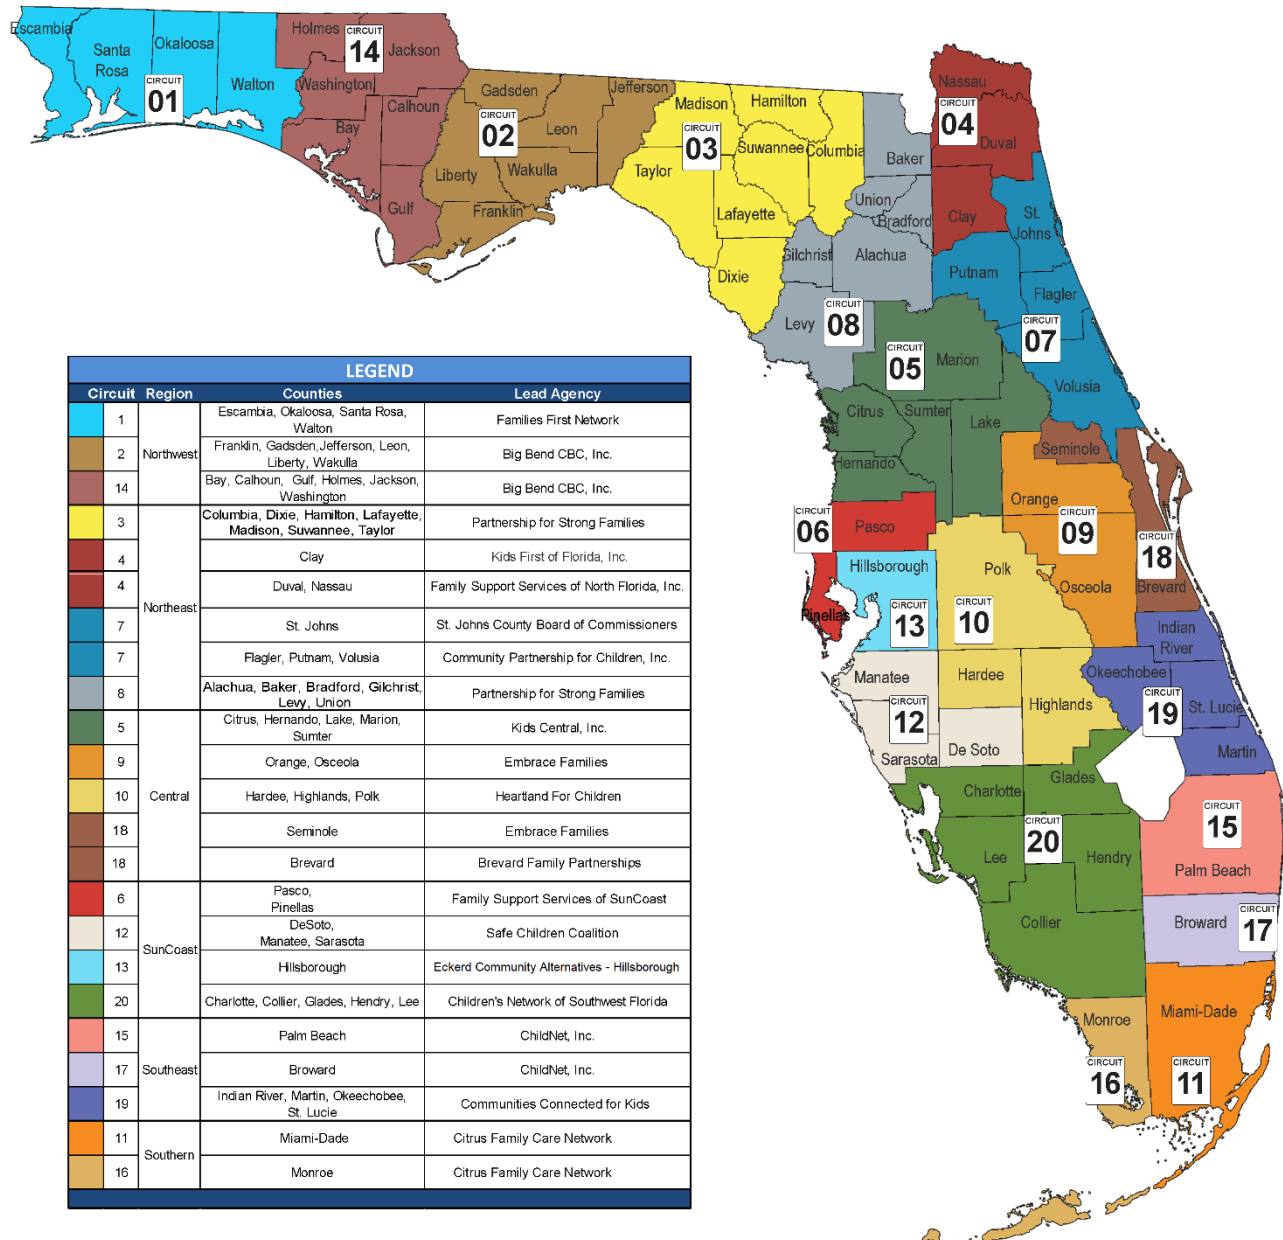 Escambia
Santa
Rosa
Okaloosa
Walton
CIRCUIT
01
Holmes
CIRCUIT
14
Jackson
Washington
Calhoun
Bay
Gulf
Gadsden
CIRCUIT
02
Leon
Jefferson
Liberty
Wakulla
Franklin
Madison
Hamilton
CIRCUIT
03
Suwannee
Columbia
Taylor
Lafayette
Dixie
Nassau
CIRCUIT
04
Duval
Clay
Baker
Union
Bradford
Gilchrist
Alachua
Levy
CIRCUIT
08
St.
Johns
Putnam
Flagler
CIRCUIT
07
Volusia
CIRCUIT
05
Marion
Citrus
Sumter
Lake
Hernando
Seminole
Orange
CIRCUIT
09
Osceola
CIRCUIT
18
Brevard
CIRCUIT
06
Pasco
Pinellas
Hillsborough
CIRCUIT
13
Polk
CIRCUIT
10
Hardee
Highlands
Manatee
CIRCUIT
12
Sarasota
De Soto
Indian
River
Okeechobee
CIRCUIT
19
St. Lucie
Martin
Glades
Charlotte
CIRCUIT
20
Lee
Hendry
Collier
CIRCUIT
15
Palm Beach
Broward
CIRCUIT
17
Monroe
CIRCUIT
16
Miami-Dade
CIRCUIT
11
LEGEND
Circuit Region Counties Lead Agency
Northwest
1 Escambia, Okaloosa, Santa Rosa,
Walton Families First Network
2 Franklin, Gadsden,Jefferson, Leon,
Liberty, Wakulla Big Bend CBC, Inc.
14 Bay, Calhoun, Gulf, Holmes, Jackson,
Washington Big Bend CBC, Inc.
Northeast
3 Columbia, Dixie, Hamilton, Lafayette,
Madison, Suwannee, Taylor Partnership for Strong Families
4 Clay Kids First of Florida, Inc.
4 Duval, Nassau Family Support Services of North Florida, Inc.
7 St. Johns St. Johns County Board of Commissioners
7 Flagler, Putnam, Volusia Community Partnership for Children, Inc.
8 Alachua, Baker, Bradford, Gilchrist,
Levy, Union Partnership for Strong Families
Central
5 Citrus, Hernando, Lake, Marion,
Sumter Kids Central, Inc.
9 Orange, Osceola Embrace Families
10 Hardee, Highlands, Polk Heartland For Children
18 Seminole Embrace Families
18 Brevard Brevard Family Partnerships
SunCoast
6 Pasco,
Pinellas Family Support Services of SunCoast
12 DeSoto,
Manatee, Sarasota Safe Children Coalition
13 Hillsborough Eckerd Community Alternatives - Hillsborough
20 Charlotte, Collier, Glades, Hendry, Lee Children's Network of Southwest Florida
Southeast
15 Palm Beach ChildNet, Inc.
17 Broward ChildNet, Inc.
19 Indian River, Martin, Okeechobee,
St. Lucie Communities Connected for Kids
Southern
11 Miami-Dade Citrus Family Care Network
16 Monroe Citrus Family Care Network